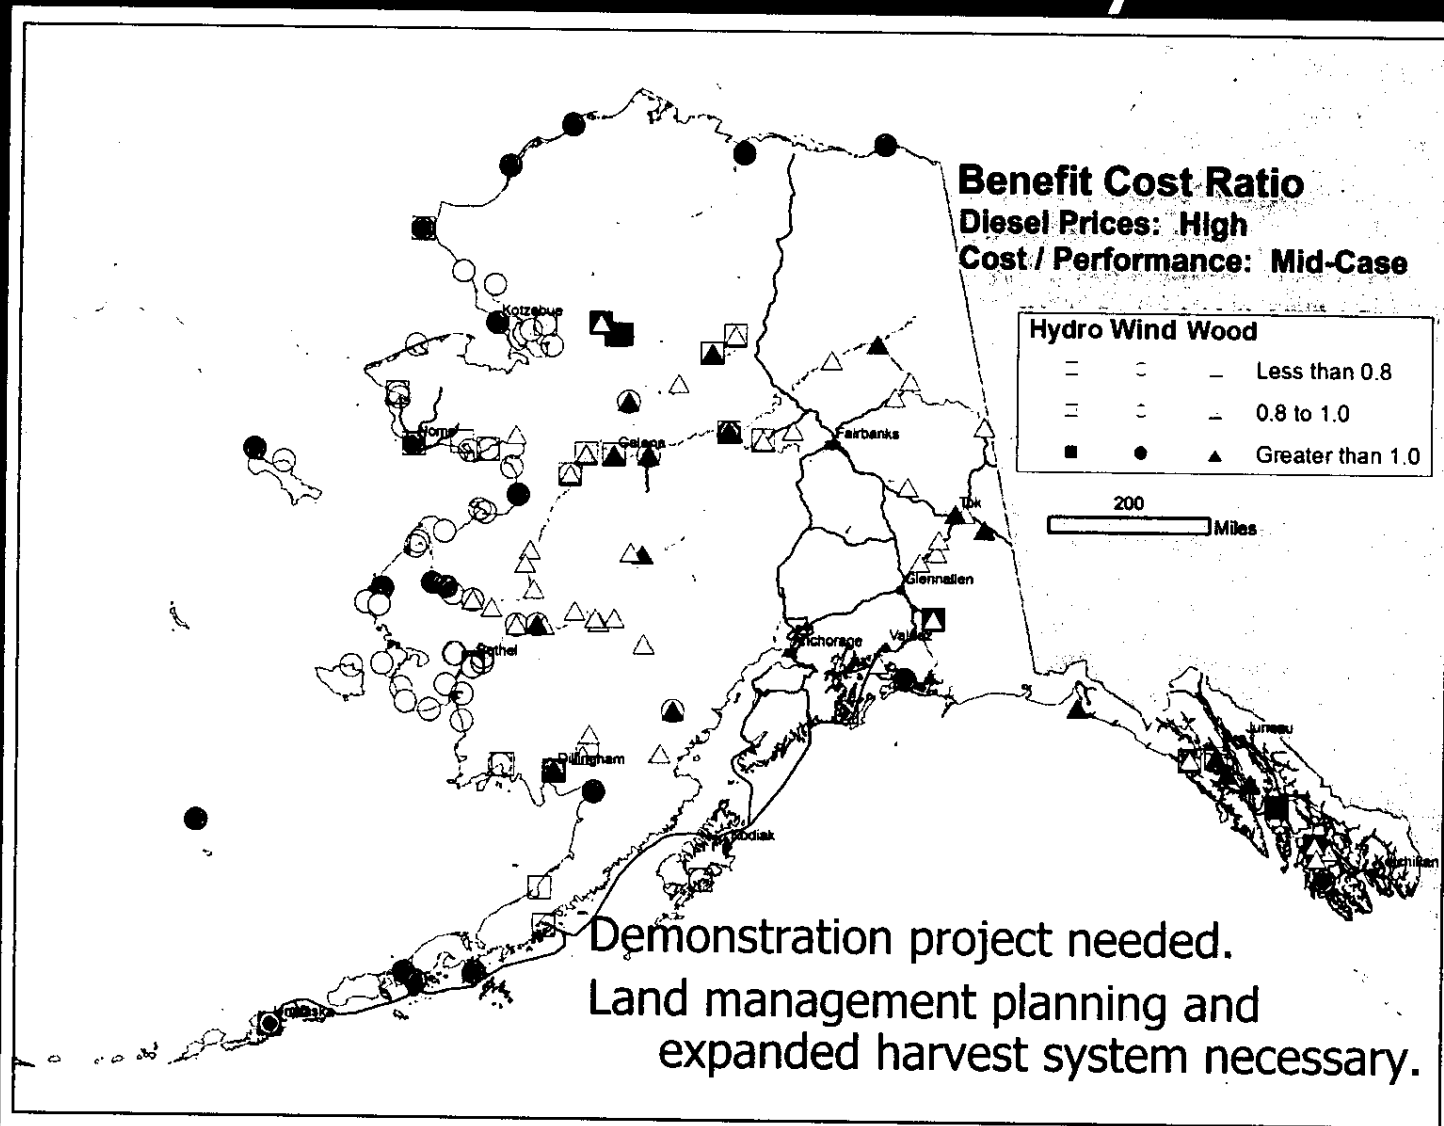 Benefit Cost Ratio
Diesel Prices: High
Cost / Performance: Mid-Case
Hydro Wind Wood
Less than 0.8
0.8 to 1.0
Greater than 1.0
200
Miles
Kotzebue
Nome
Galena
Fairbanks
Tok
Glennallen
Anchorage
Valdez
Bethel
Dillingham
Juneau
Kodiak
Ketchikan
Demonstration project needed.
Land management planning and
expanded harvest system necessary.